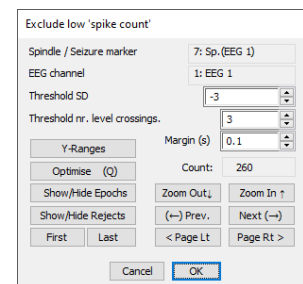 Exclude low 'spike count'
Spindle / Seizure marker 7: Sp.(EEG 1)
EEG channel 1: EEG 1
Threshold SD -3
Threshold nr. level crossings. 3
Y-Ranges Margin (s) 0.1
Optimise (Q) Count: 260
Show/Hide Epochs Zoom Out↓ Zoom In ↑
Show/Hide Rejects (←) Prev. Next (→)
First Last < Page Lt Page Rt >
Cancel OK